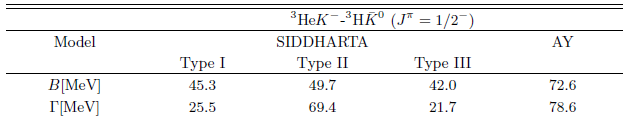 ³HeK⁻-³HK̄⁰ (Jᵖⁱ = 1/2⁻)
Model SIDDHARTA AY
Type I Type II Type III
B[MeV] 45.3 49.7 42.0 72.6
Γ[MeV] 25.5 69.4 21.7 78.6